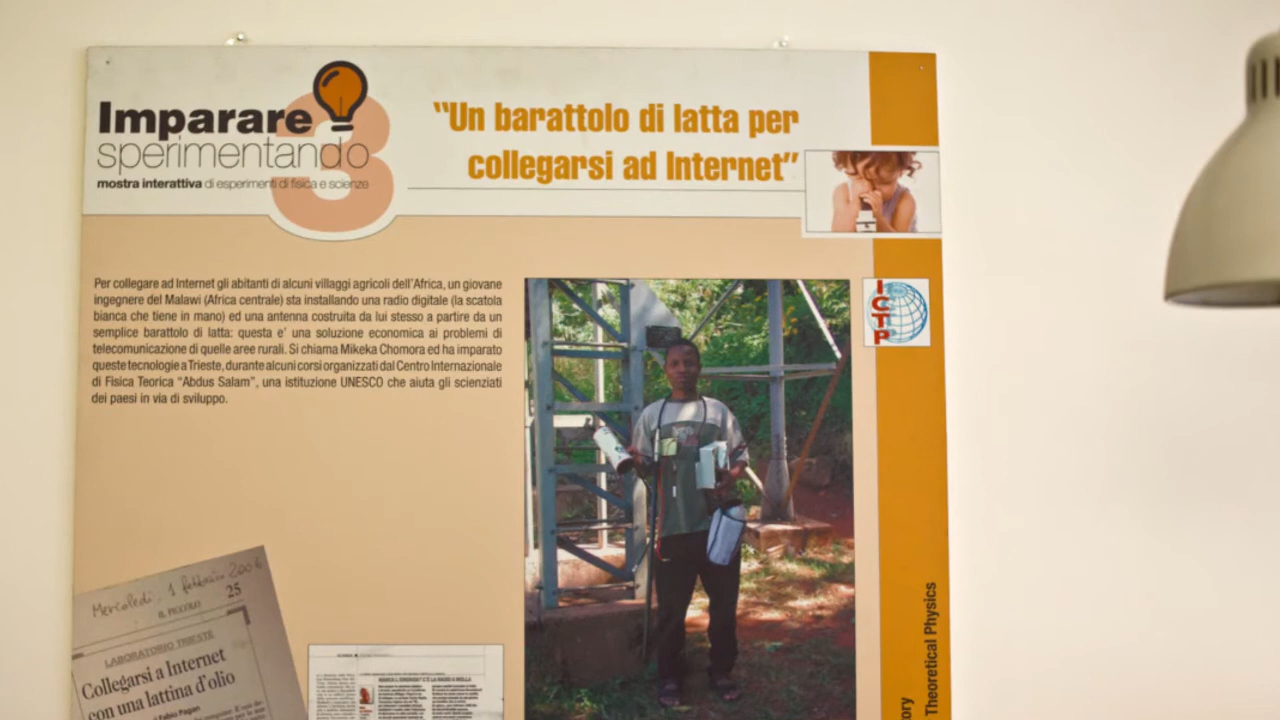 Imparare
sperimentando
3
mostra interattiva di esperimenti di fisica e scienze
“Un barattolo di latta per
collegarsi ad Internet”
Per collegare ad Internet gli abitanti di alcuni villaggi agricoli dell'Africa, un giovane
ingegnere del Malawi (Africa centrale) sta installando una radio digitale (la scatola
bianca che tiene in mano) ed una antenna costruita da lui stesso a partire da un
semplice barattolo di latta: questa e' una soluzione economica ai problemi di
telecomunicazione di quelle aree rurali. Si chiama Mikeka Chomora ed ha imparato
queste tecnologie a Trieste, durante alcuni corsi organizzati dal Centro Internazionale
di Fisica Teorica “Abdus Salam”, una istituzione UNESCO che aiuta gli scienziati
dei paesi in via di sviluppo.
ICTP
Mercoledì, 1 febbraio 2006
IL PICCOLO 25
LABORATORIO TRIESTE
Collegarsi a Internet
con una lattina d'olio
Theoretical Physics